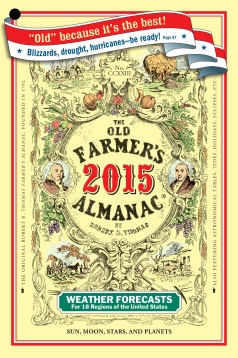 "Old" because it's the best!
Blizzards, drought, hurricanes—be ready! Page 81
No.
CCXXIII
THE
OLD
FARMER'S
2015
ALMANAC
BY
ROBERT B. THOMAS
THE ORIGINAL ROBERT B. THOMAS FARMER'S ALMANAC, FOUNDED IN 1792
ALSO FEATURING ASTRONOMICAL TABLES, TIDES, HOLIDAYS, ECLIPSES, ETC.
WEATHER FORECASTS
For 18 Regions of the United States
SUN, MOON, STARS, AND PLANETS